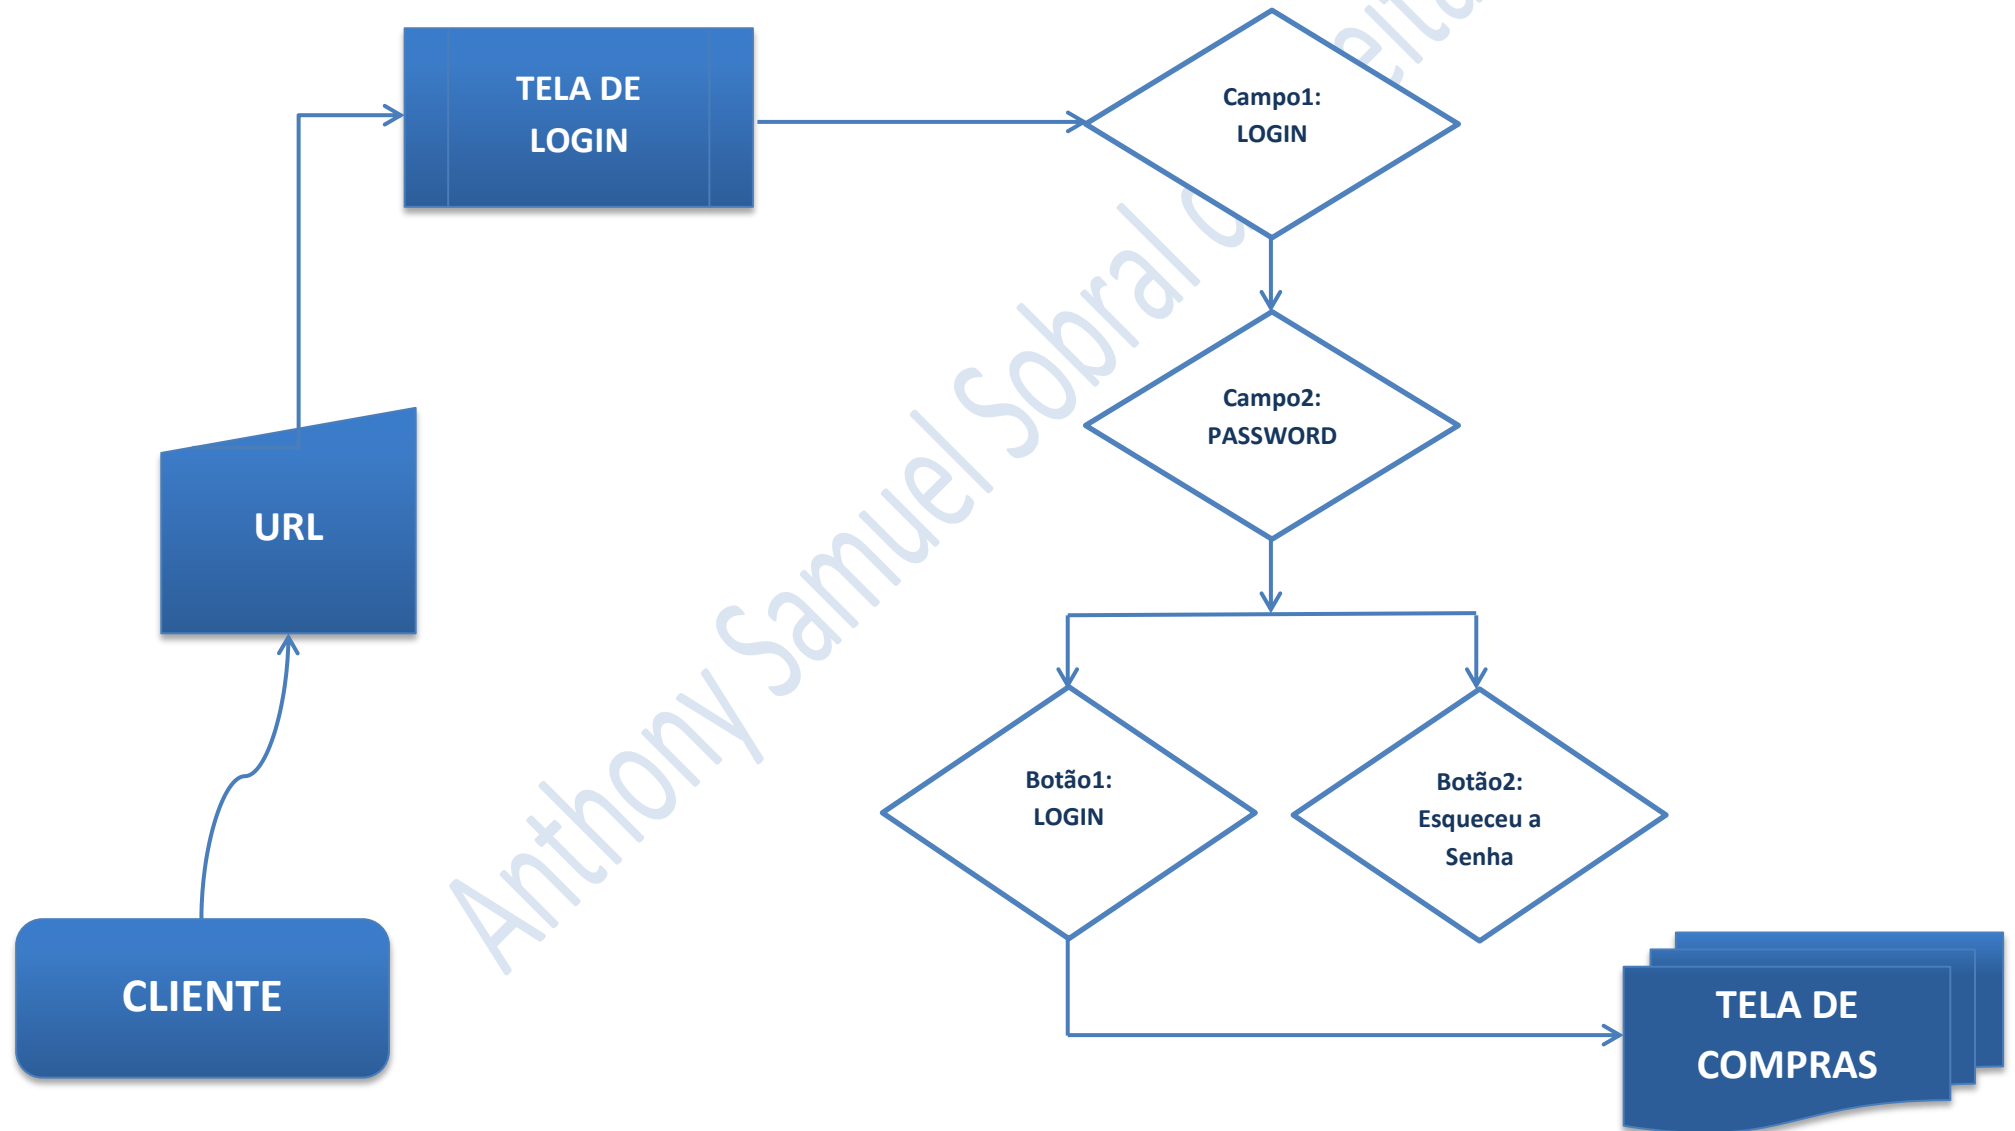 TELA DE
LOGIN
Campo1:
LOGIN
Campo2:
PASSWORD
URL
Botão1:
LOGIN
Botão2:
Esqueceu a
Senha
CLIENTE
TELA DE
COMPRAS
Anthony Samuel Sobral